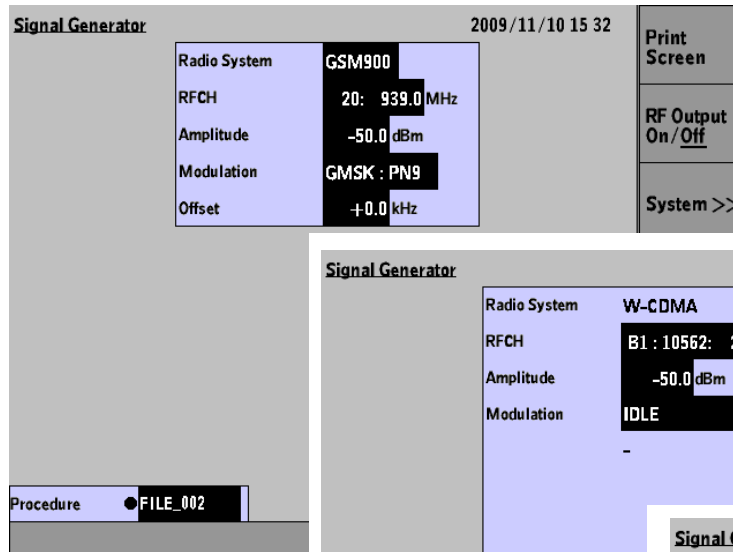 Signal Generator 2009/11/10 15 32
Print
Screen
Radio System GSM900
RFCH 20: 939.0 MHz
Amplitude -50.0 dBm
RF Output
On/Off
Modulation GMSK : PN9
Offset +0.0 kHz
System >>
Signal Generator
Radio System W-CDMA
RFCH B1 : 10562:
Amplitude -50.0 dBm
Modulation IDLE
-
Procedure ●FILE_002
Signal